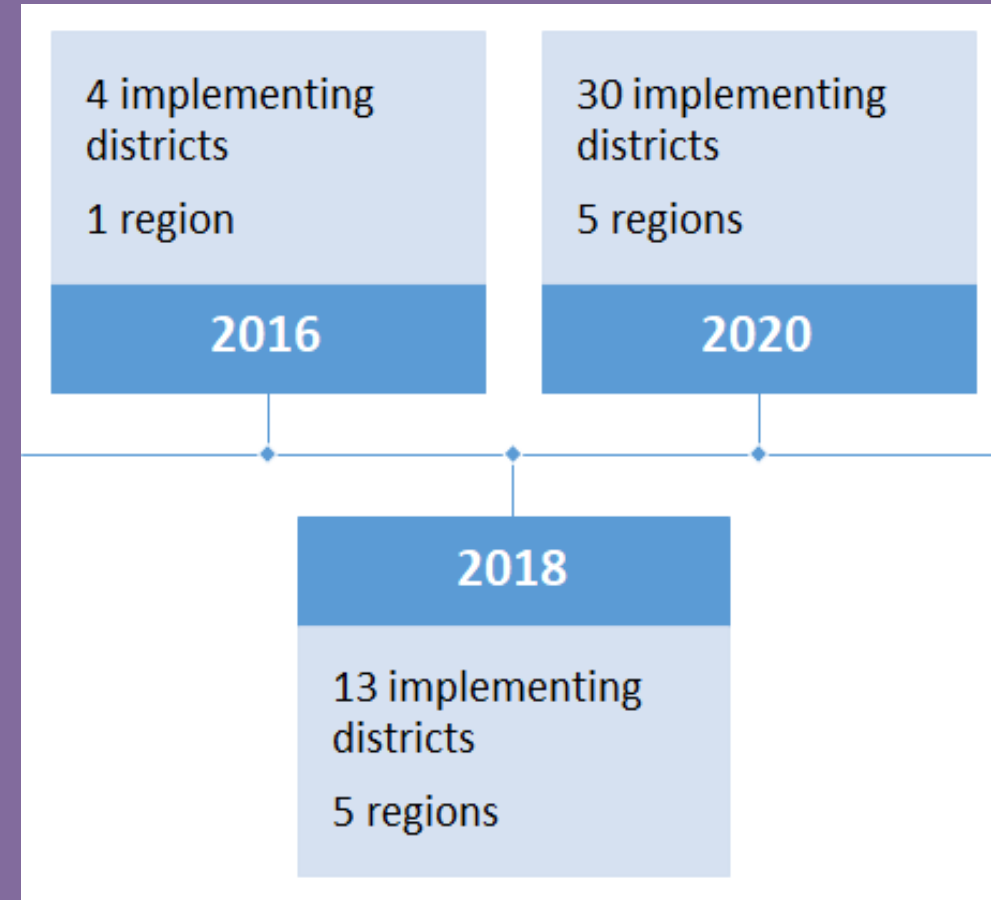 4 implementing
districts
1 region
2016
30 implementing
districts
5 regions
2020
2018
13 implementing
districts
5 regions